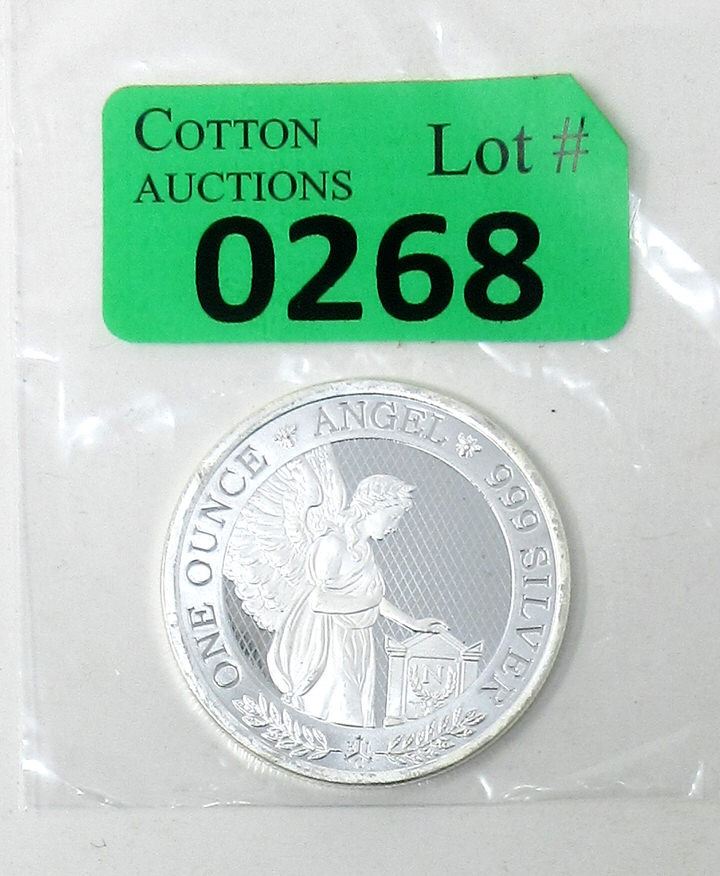 COTTON
AUCTIONS
Lot #
0268
ONE OUNCE ANGEL 999 SILVER
N